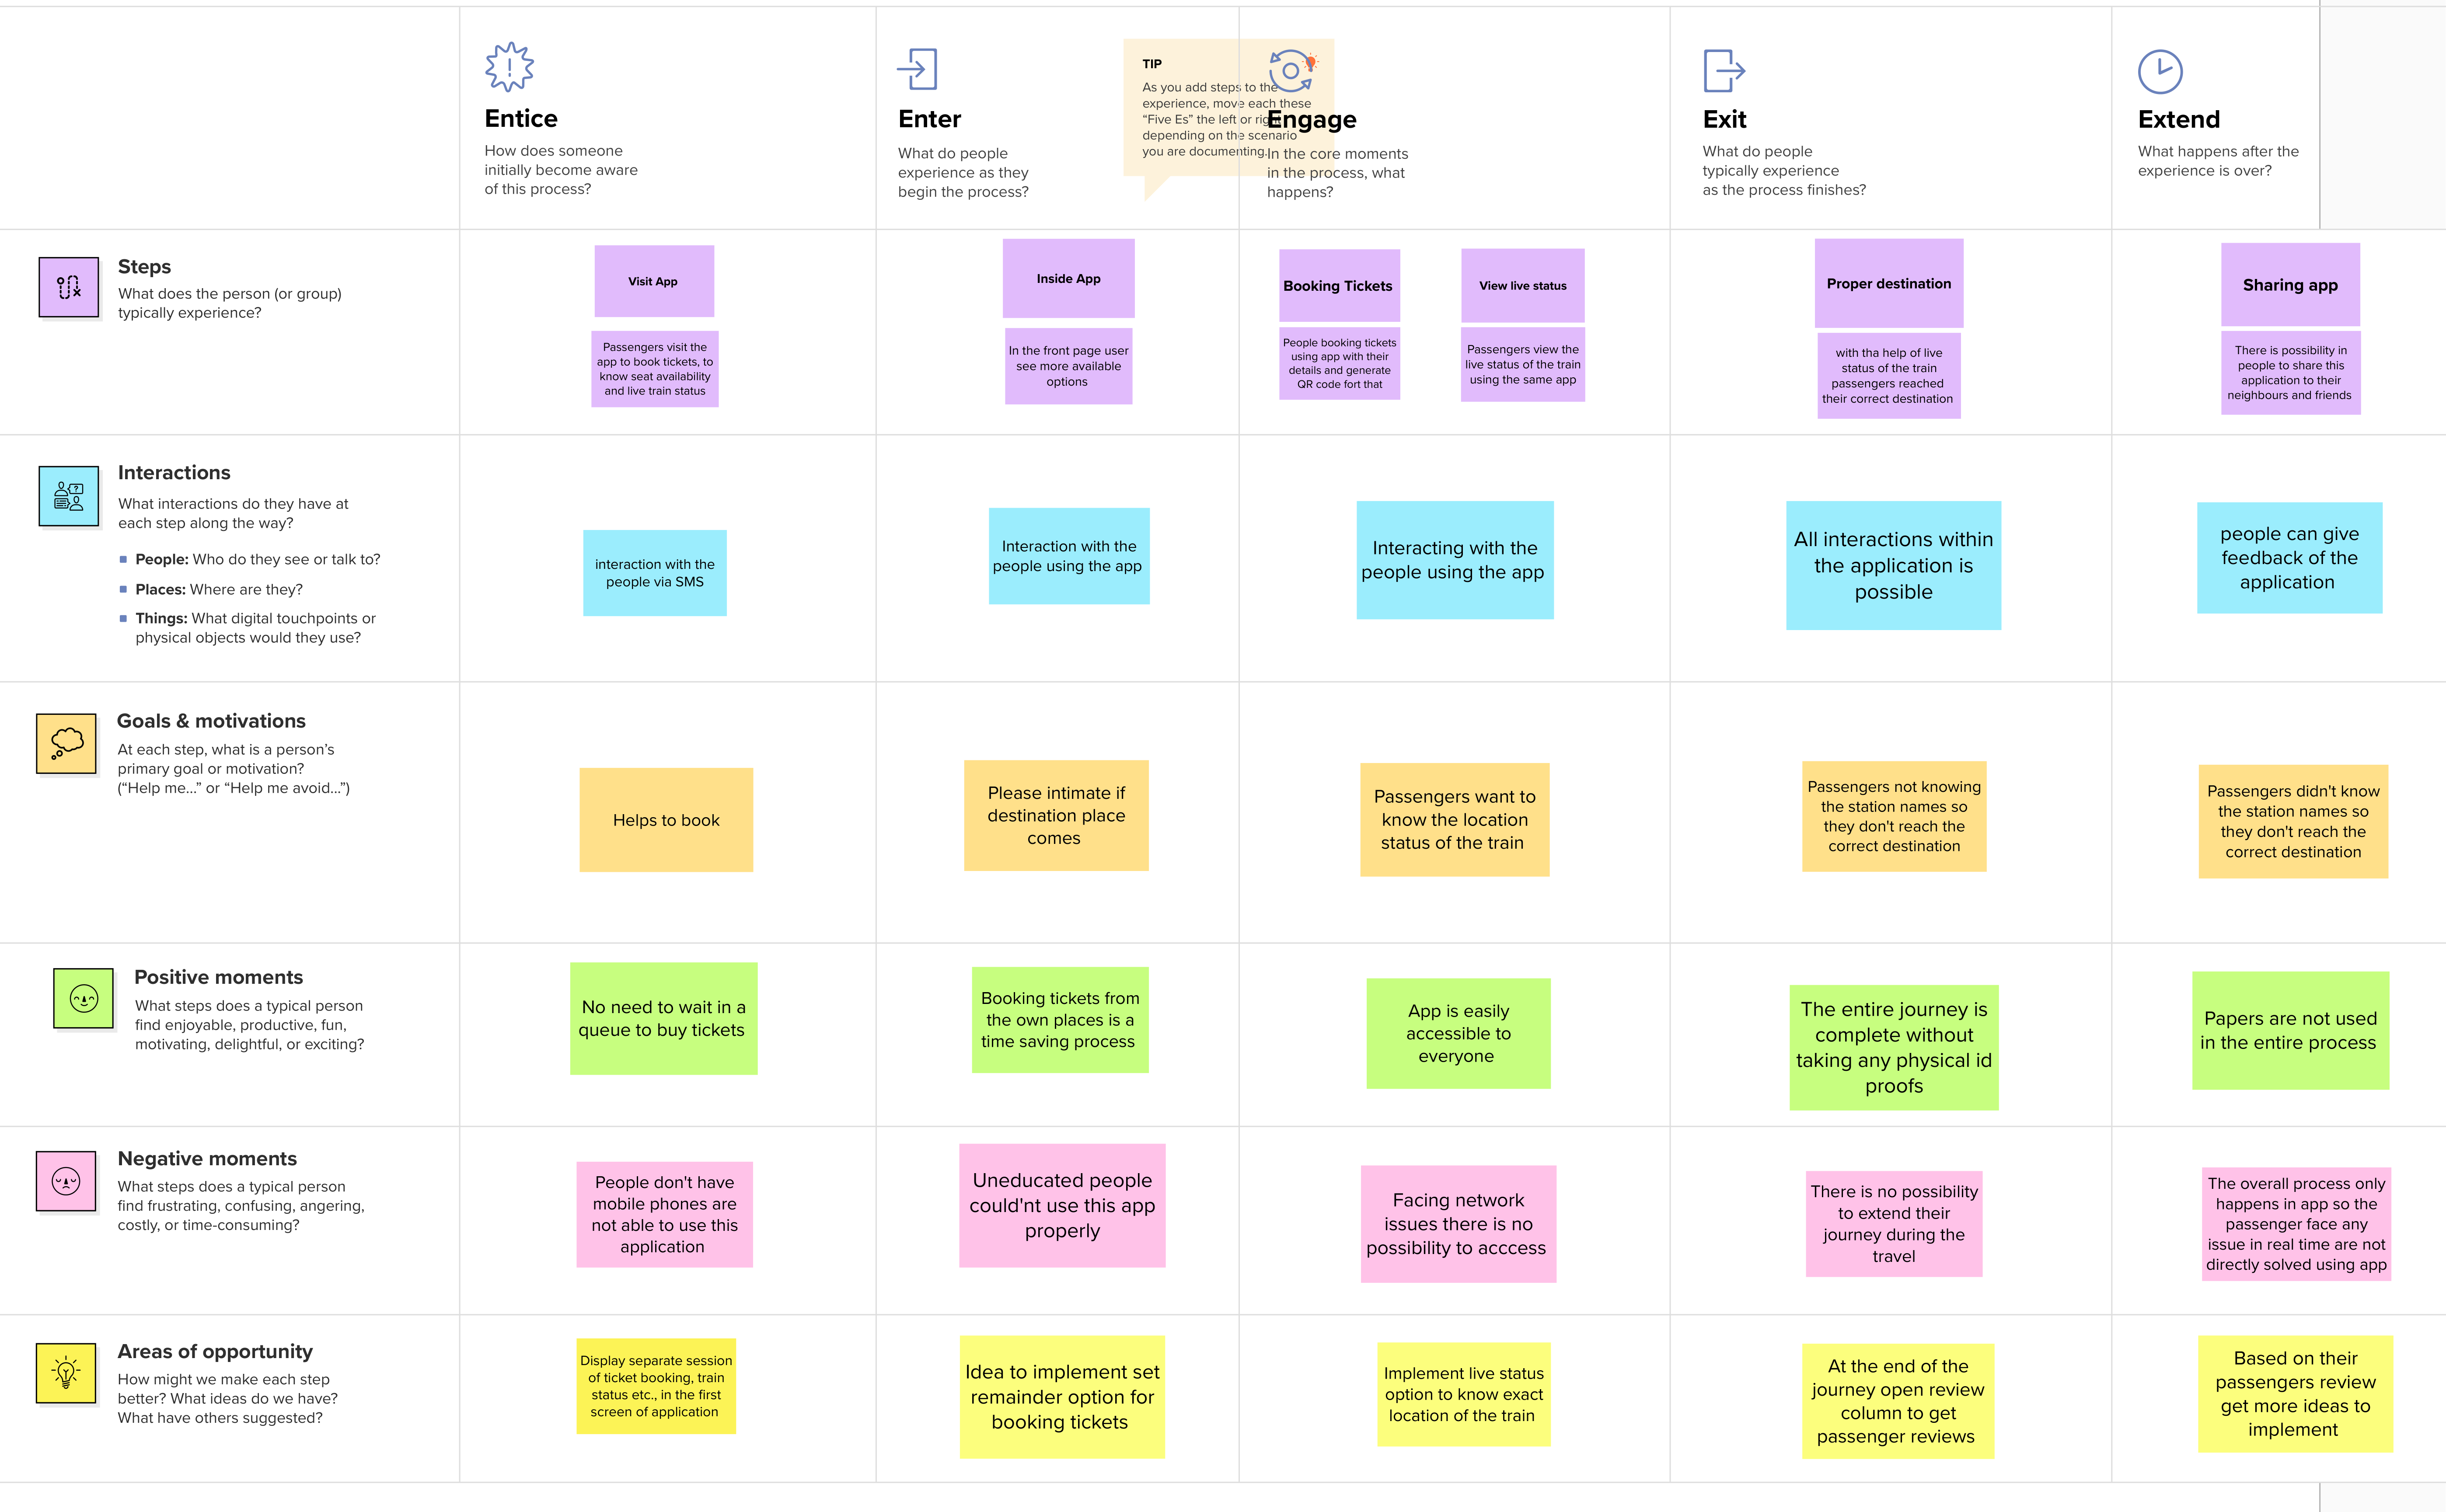 Entice
How does someone
initially become aware
of this process?
Enter
What do people
experience as they
begin the process?
TIP
As you add steps to the
experience, move each these
“Five Es” the left or right
depending on the scenario
you are documenting.
Engage
In the core moments
in the process, what
happens?
Exit
What do people
typically experience
as the process finishes?
Extend
What happens after the
experience is over?
Steps
What does the person (or group)
typically experience?
Visit App
Passengers visit the
app to book tickets, to
know seat availability
and live train status
Inside App
In the front page user
see more available
options
Booking Tickets
People booking tickets
using app with their
details and generate
QR code fort that
View live status
Passengers view the
live status of the train
using the same app
Proper destination
with tha help of live
status of the train
passengers reached
their correct destination
Sharing app
There is possibility in
people to share this
application to their
neighbours and friends
Interactions
What interactions do they have at
each step along the way?
People: Who do they see or talk to?
Places: Where are they?
Things: What digital touchpoints or
physical objects would they use?
interaction with the
people via SMS
Interaction with the
people using the app
Interacting with the
people using the app
All interactions within
the application is
possible
people can give
feedback of the
application
Goals & motivations
At each step, what is a person’s
primary goal or motivation?
(“Help me...” or “Help me avoid...”)
Helps to book
Please intimate if
destination place
comes
Passengers want to
know the location
status of the train
Passengers not knowing
the station names so
they don't reach the
correct destination
Passengers didn't know
the station names so
they don't reach the
correct destination
Positive moments
What steps does a typical person
find enjoyable, productive, fun,
motivating, delightful, or exciting?
No need to wait in a
queue to buy tickets
Booking tickets from
the own places is a
time saving process
App is easily
accessible to
everyone
The entire journey is
complete without
taking any physical id
proofs
Papers are not used
in the entire process
Negative moments
What steps does a typical person
find frustrating, confusing, angering,
costly, or time-consuming?
People don't have
mobile phones are
not able to use this
application
Uneducated people
could'nt use this app
properly
Facing network
issues there is no
possibility to acccess
There is no possibility
to extend their
journey during the
travel
The overall process only
happens in app so the
passenger face any
issue in real time are not
directly solved using app
Areas of opportunity
How might we make each step
better? What ideas do we have?
What have others suggested?
Display separate session
of ticket booking, train
status etc., in the first
screen of application
Idea to implement set
remainder option for
booking tickets
Implement live status
option to know exact
location of the train
At the end of the
journey open review
column to get
passenger reviews
Based on their
passengers review
get more ideas to
implement